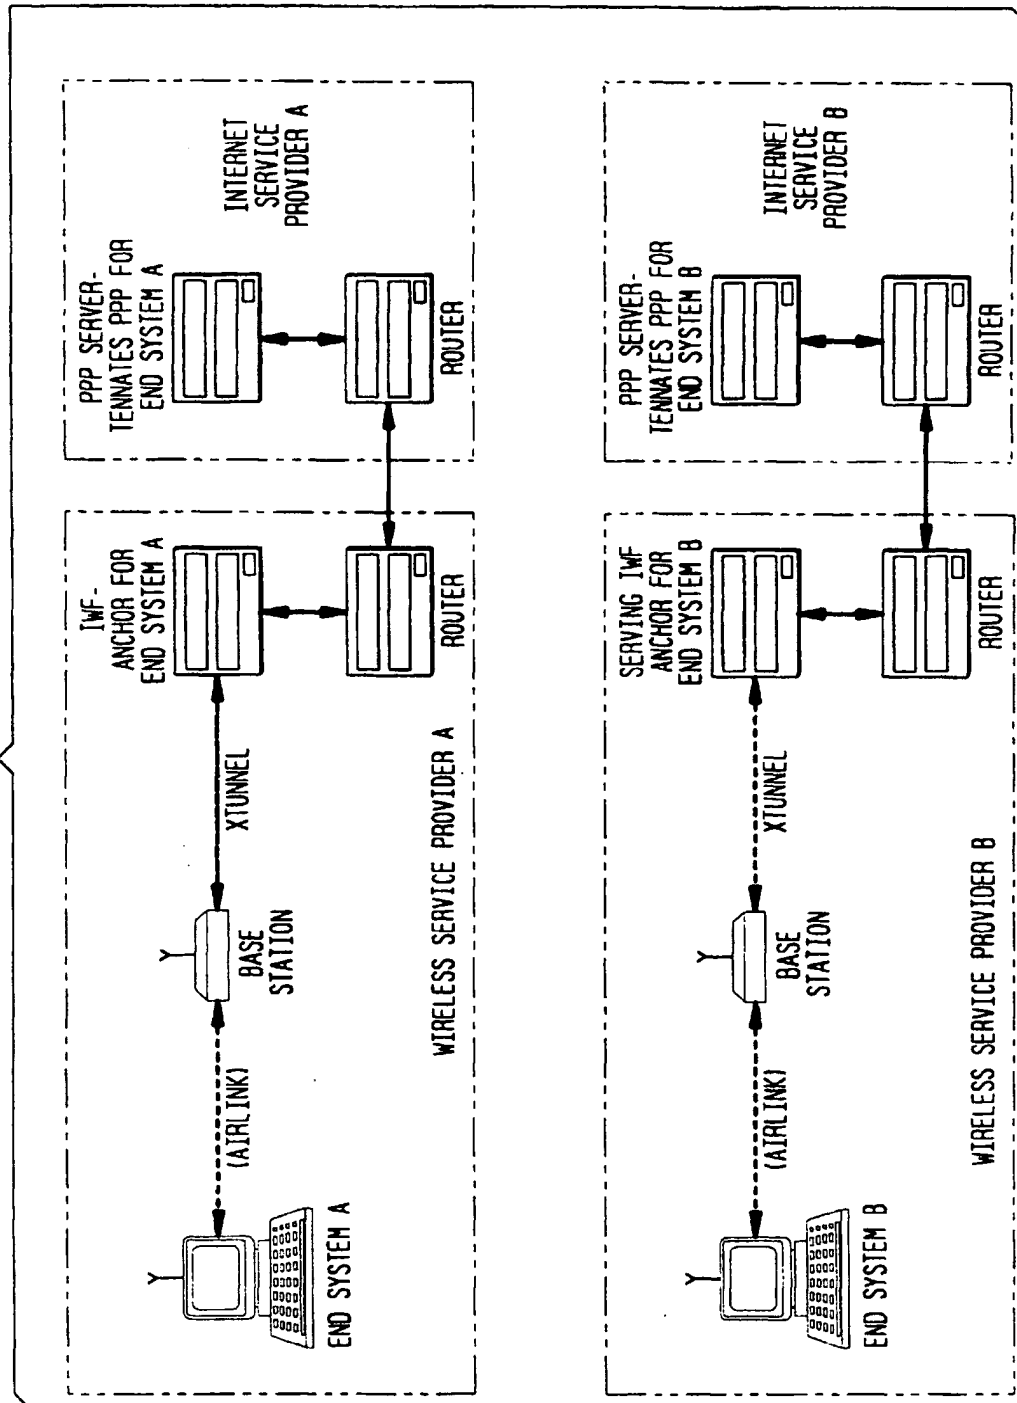 END SYSTEM A
(AIRLINK)
BASE
STATION
XTUNNEL
IWF-
ANCHOR FOR
END SYSTEM A
ROUTER
WIRELESS SERVICE PROVIDER A
PPP SERVER-
TENNATES PPP FOR
END SYSTEM A
ROUTER
INTERNET
SERVICE
PROVIDER A
END SYSTEM B
(AIRLINK)
BASE
STATION
XTUNNEL
SERVING IWF
ANCHOR FOR
END SYSTEM B
ROUTER
WIRELESS SERVICE PROVIDER B
PPP SERVER-
TENNATES PPP FOR
END SYSTEM B
ROUTER
INTERNET
SERVICE
PROVIDER B